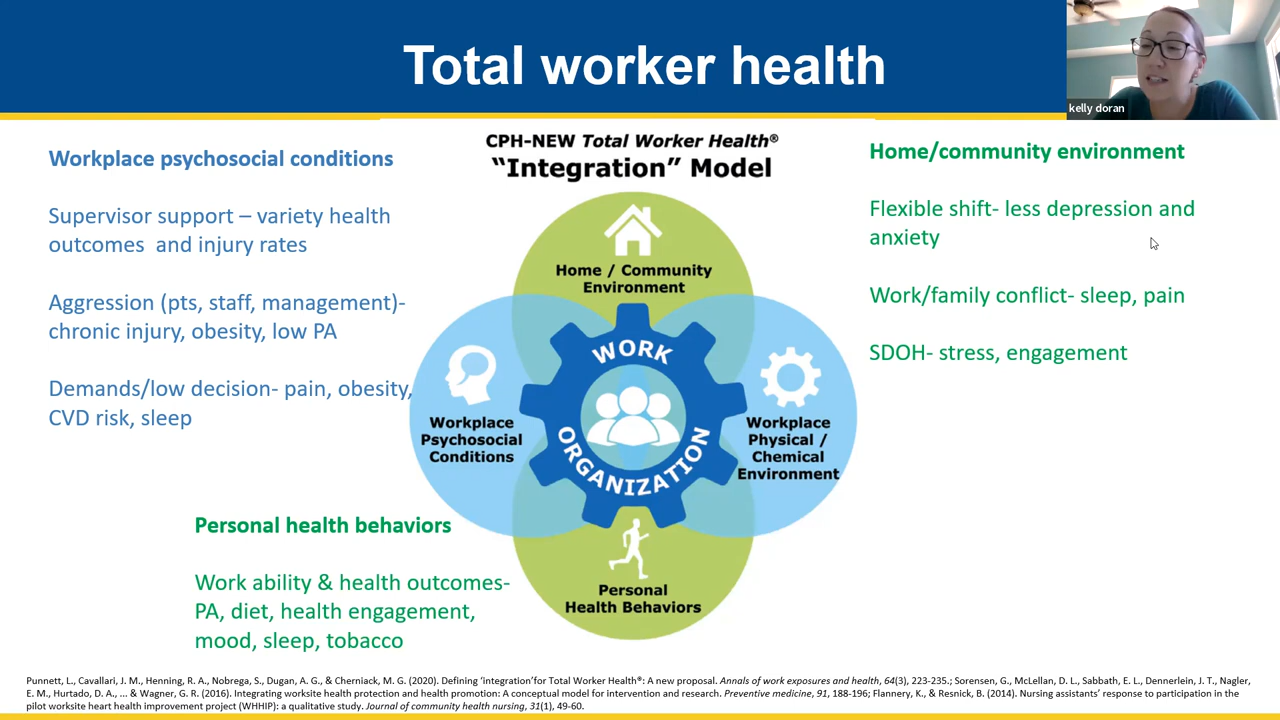 Total worker health
kelly doran
CPH-NEW Total Worker Health®
“Integration” Model
Workplace psychosocial conditions
Supervisor support – variety health
outcomes  and injury rates
Aggression (pts, staff, management)-
chronic injury, obesity, low PA
Demands/low decision- pain, obesity,
CVD risk, sleep
Home / Community
Environment
WORK
ORGANIZATION
Workplace
Psychosocial
Conditions
Workplace
Physical /
Chemical
Environment
Personal
Health Behaviors
Home/community environment
Flexible shift- less depression and
anxiety
Work/family conflict- sleep, pain
SDOH- stress, engagement
Personal health behaviors
Work ability & health outcomes-
PA, diet, health engagement,
mood, sleep, tobacco
Punnett, L., Cavallari, J. M., Henning, R. A., Nobrega, S., Dugan, A. G., & Cherniack, M. G. (2020). Defining ‘integration’for Total Worker Health®: A new proposal. Annals of work exposures and health, 64(3), 223-235.; Sorensen, G., McLellan, D. L., Sabbath, E. L., Dennerlein, J. T., Nagler,
E. M., Hurtado, D. A., ... & Wagner, G. R. (2016). Integrating worksite health protection and health promotion: A conceptual model for intervention and research. Preventive medicine, 91, 188-196; Flannery, K., & Resnick, B. (2014). Nursing assistants’ response to participation in the
pilot worksite heart health improvement project (WHHIP): a qualitative study. Journal of community health nursing, 31(1), 49-60.